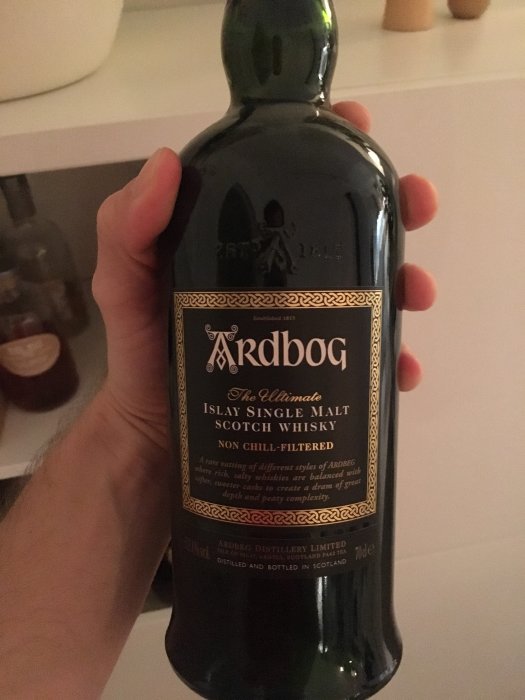 Established 1815
ARDBOG
The Ultimate
ISLAY SINGLE MALT
SCOTCH WHISKY
NON CHILL-FILTERED
A rare vatting of different styles of ARDBEG
where rich, salty whiskies are balanced with
softer, sweeter casks to create a dram of great
depth and peaty complexity.
ARDBEG DISTILLERY LIMITED
70cl e
DISTILLED AND BOTTLED IN SCOTLAND